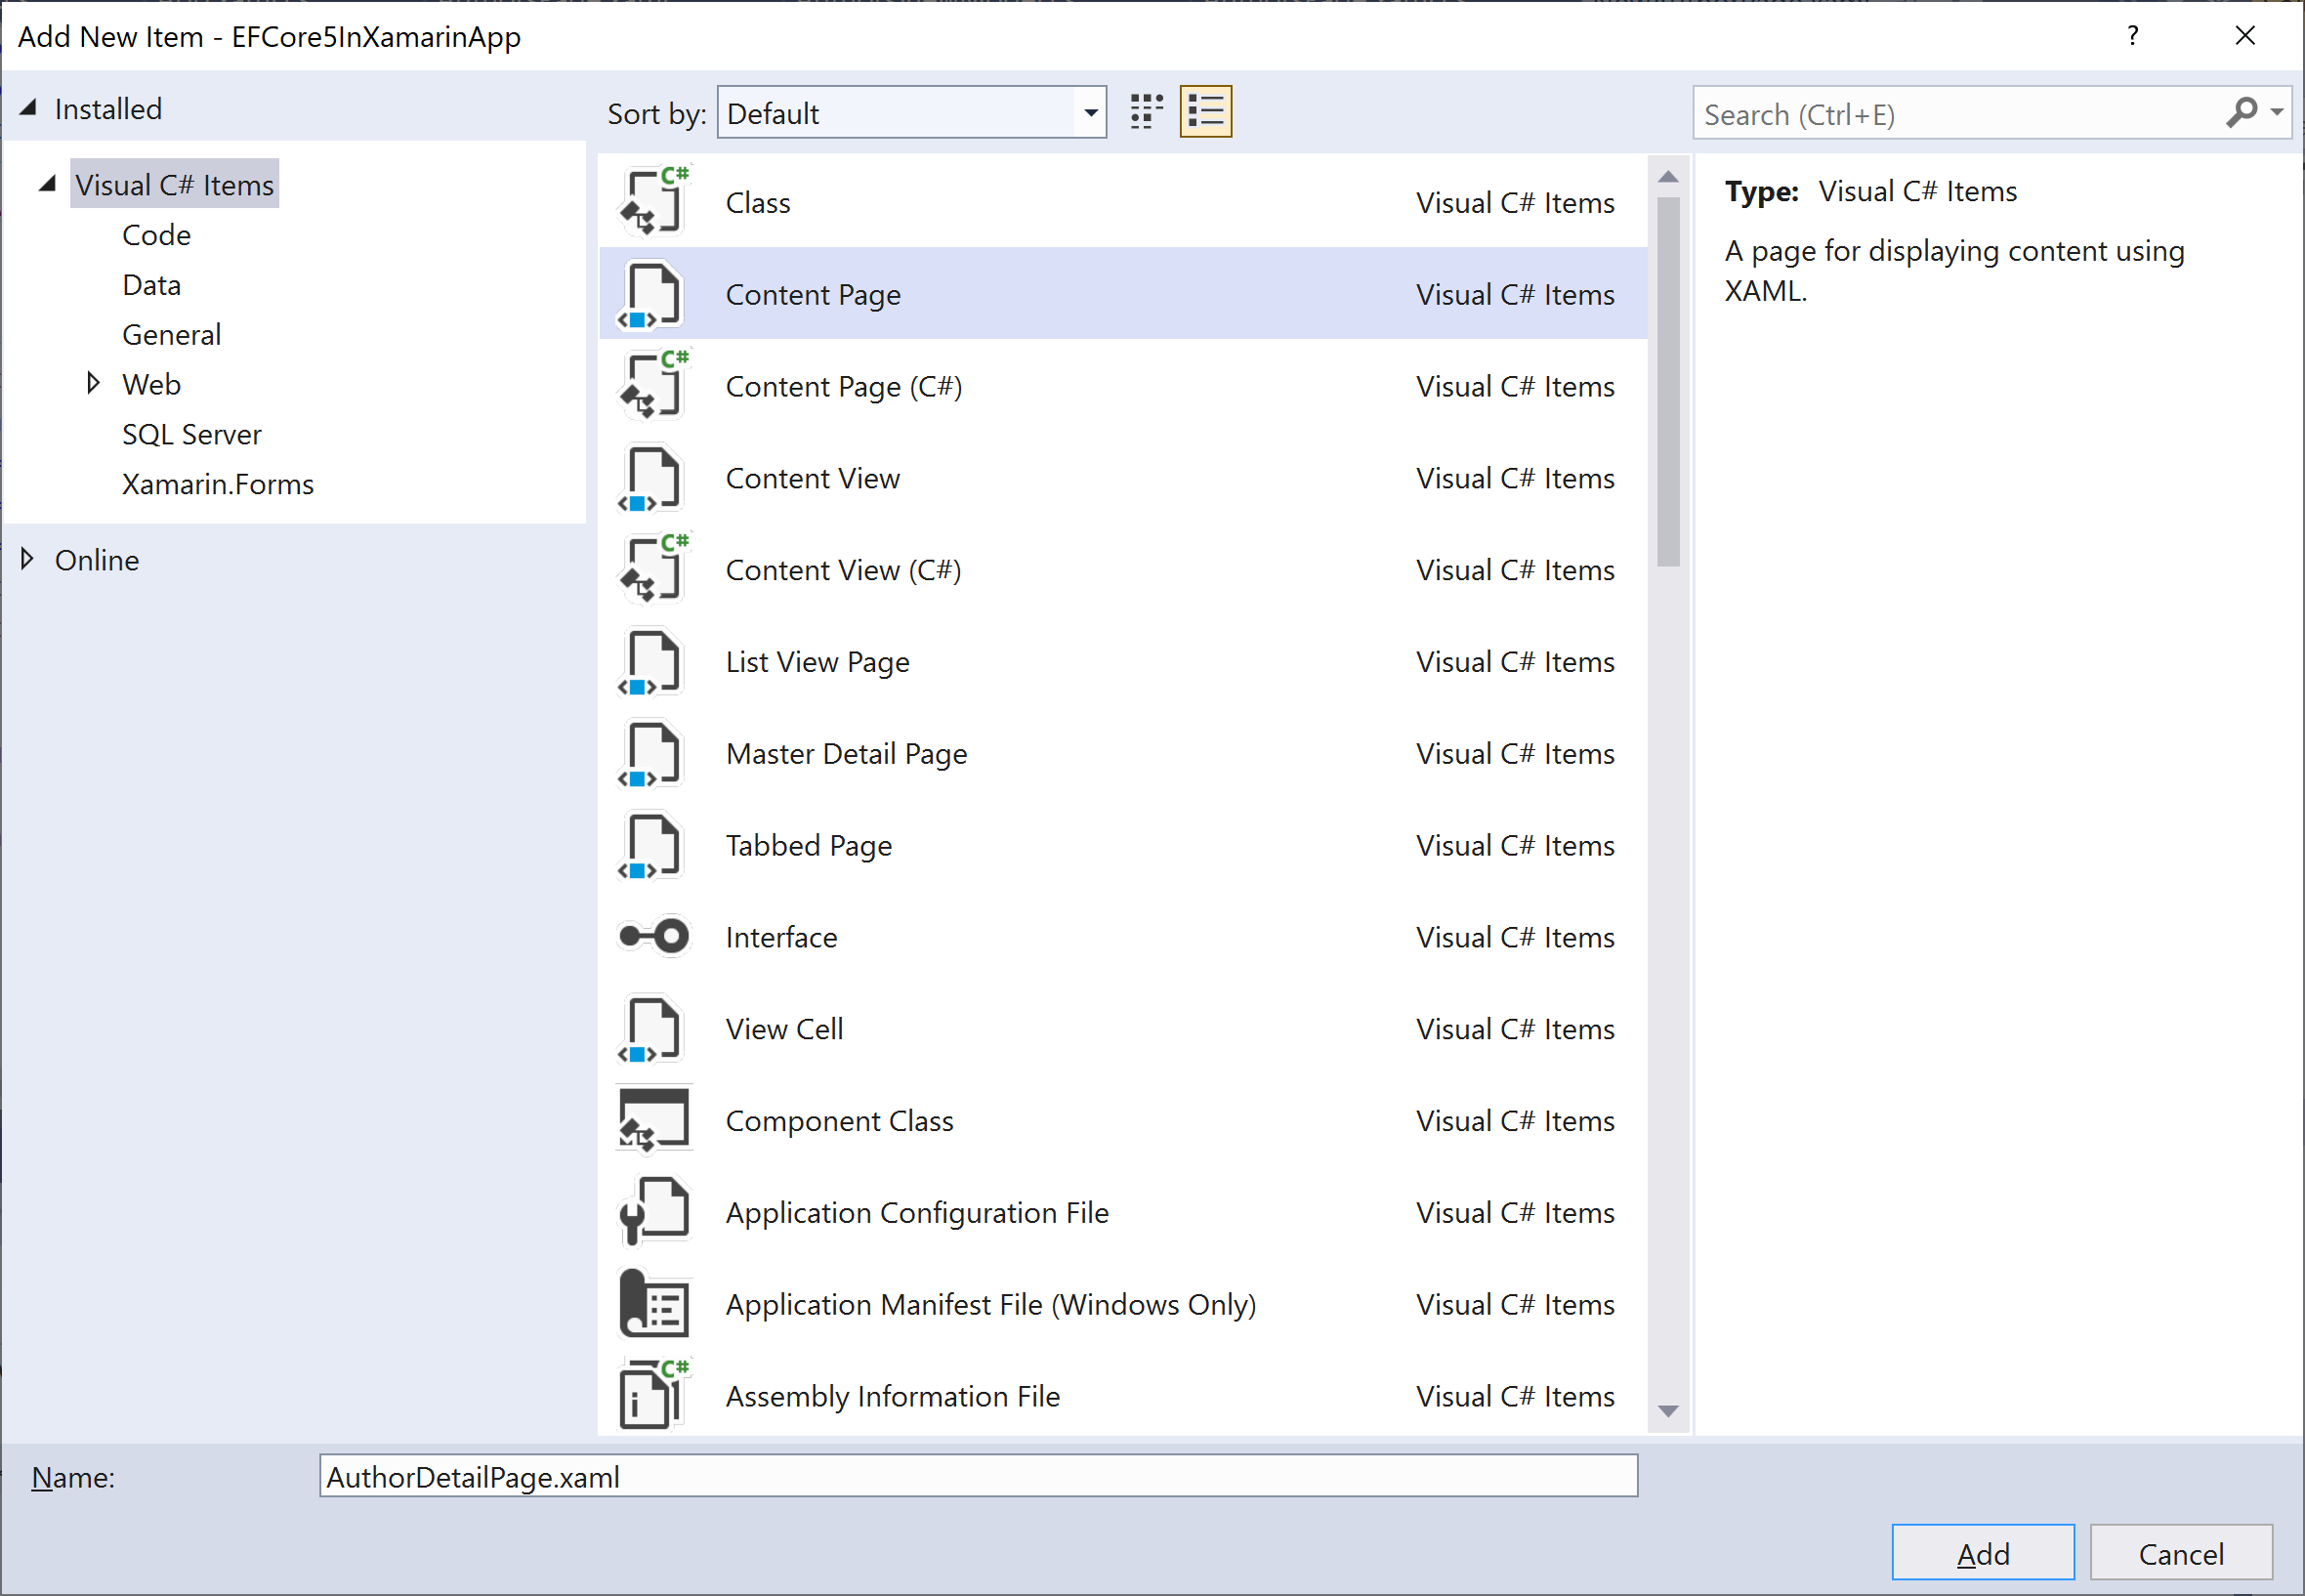 Add New Item - EFCore5InXamarinApp
?
Installed
Sort by: Default
Search (Ctrl+E)
Visual C# Items
Code
Data
General
Web
SQL Server
Xamarin.Forms
Online
C# Class Visual C# Items
Content Page Visual C# Items
C# Content Page (C#) Visual C# Items
Content View Visual C# Items
C# Content View (C#) Visual C# Items
List View Page Visual C# Items
Master Detail Page Visual C# Items
Tabbed Page Visual C# Items
Interface Visual C# Items
View Cell Visual C# Items
Component Class Visual C# Items
Application Configuration File Visual C# Items
Application Manifest File (Windows Only) Visual C# Items
C# Assembly Information File Visual C# Items
Type: Visual C# Items
A page for displaying content using
XAML.
Name: AuthorDetailPage.xaml
Add Cancel